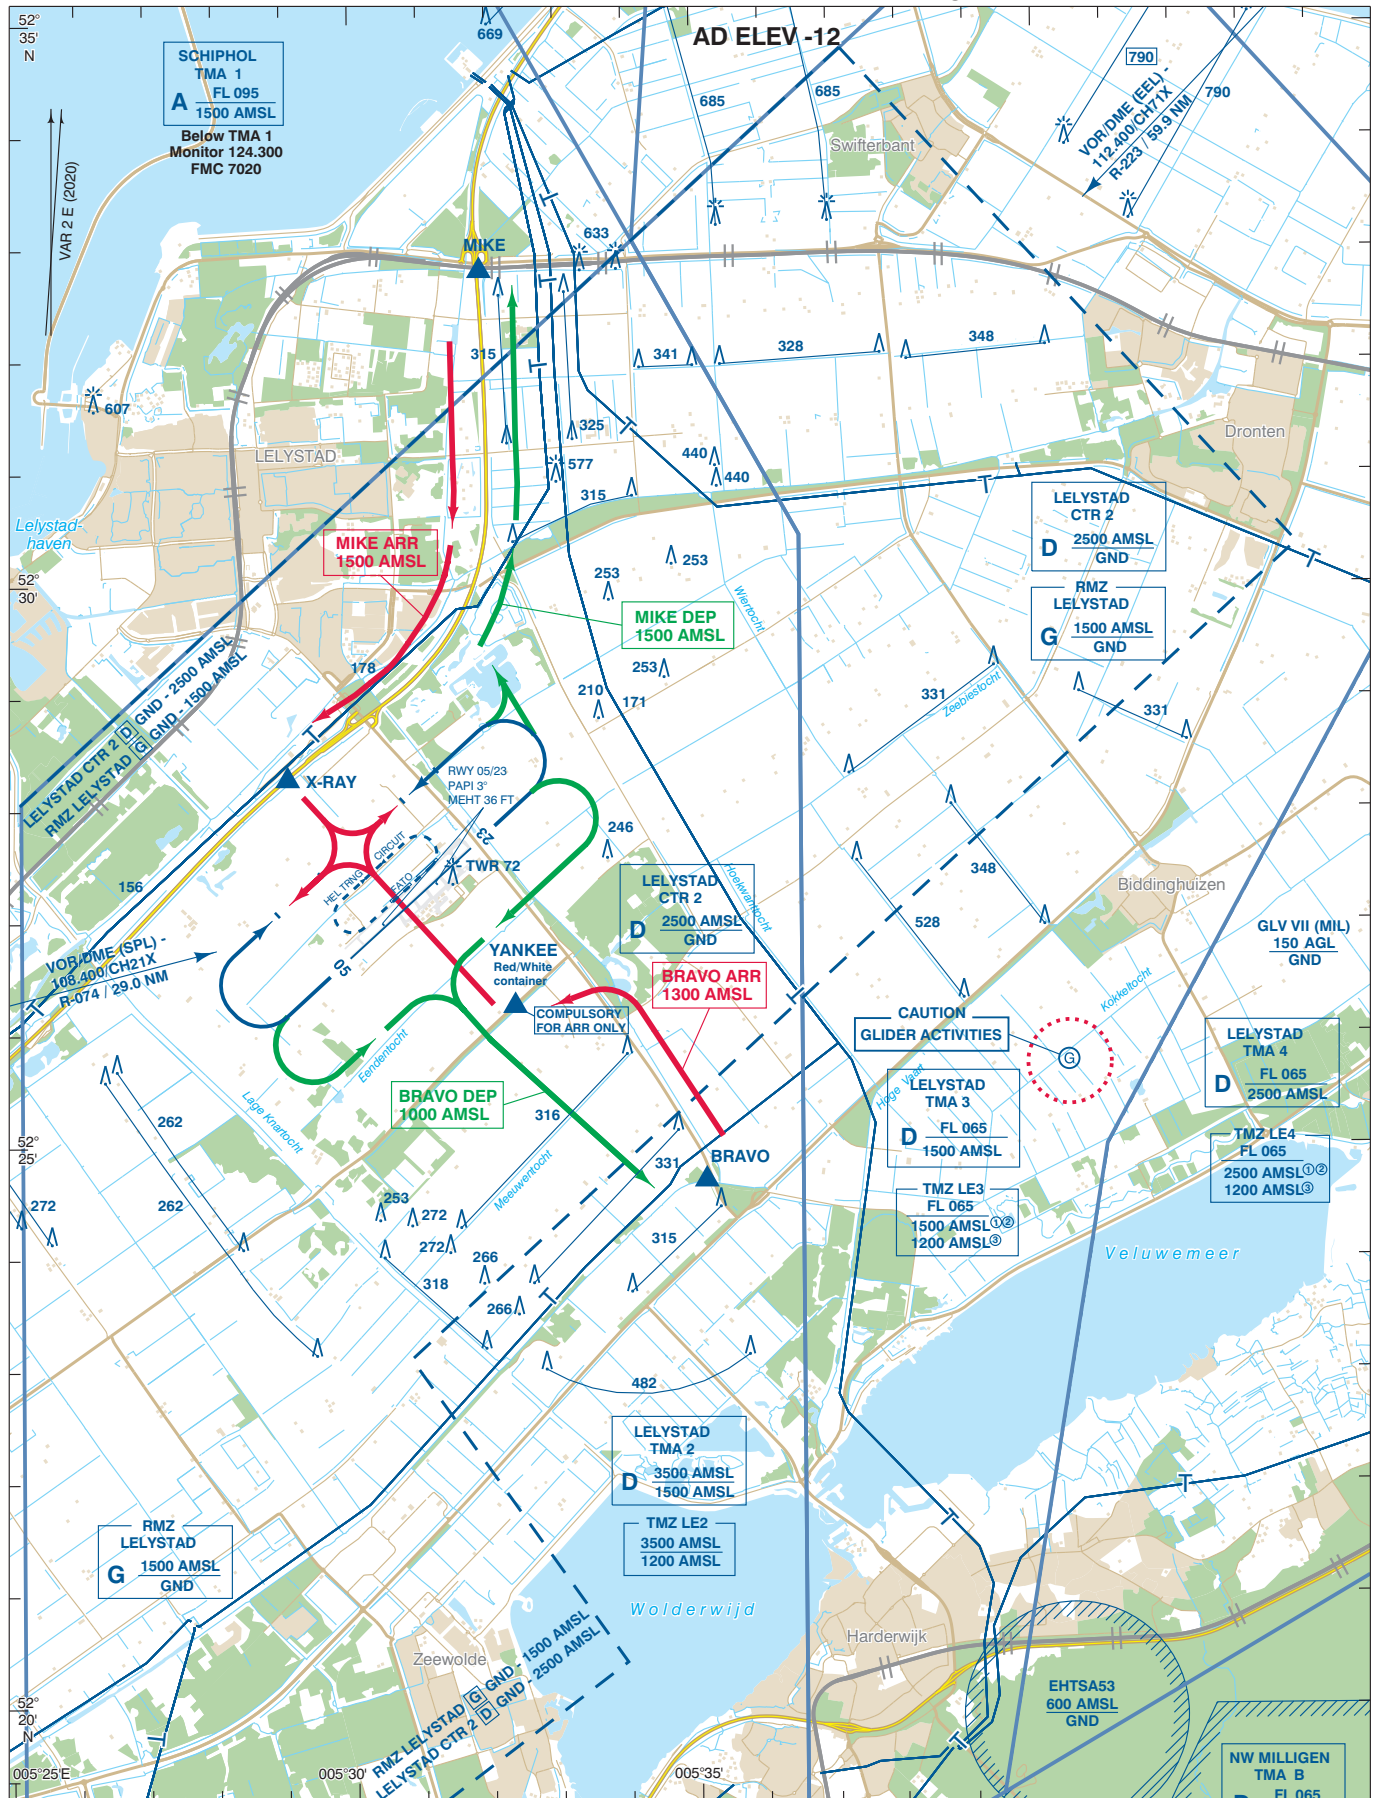 52°
35'
N
AD ELEV -12
SCHIPHOL
TMA 1
A FL 095
1500 AMSL
Below TMA 1
Monitor 124.300
FMC 7020
VAR 2 E (2020)
669
685
685
790
790
VOR/DME (EEL) -
112.400/CH71X
R-223 / 59.9 NM
Swifterbant
MIKE
633
315
341
328
348
607
325
LELYSTAD
577
440
440
315
Dronten
Lelystad-
haven
MIKE ARR
1500 AMSL
253
253
LELYSTAD
CTR 2
D 2500 AMSL
GND
52°
30'
RMZ
LELYSTAD
G 1500 AMSL
GND
MIKE DEP
1500 AMSL
Wiertocht
178
253
210
171
331
Zeebiestocht
331
LELYSTAD CTR 2 D GND - 2500 AMSL
RMZ LELYSTAD G GND - 1500 AMSL
X-RAY
RWY 05/23
PAPI 3°
MEHT 36 FT
23
246
HEL TRNG CIRCUIT
FATO
TWR 72
348
528
Biddinghuizen
156
LELYSTAD
CTR 2
D 2500 AMSL
GND
Hoekwanttocht
GLV VII (MIL)
150 AGL
GND
VOR/DME (SPL) -
108.400/CH21X
R-074 / 29.0 NM
05
YANKEE
Red/White
container
COMPULSORY
FOR ARR ONLY
BRAVO ARR
1300 AMSL
Kokkeltocht
CAUTION
GLIDER ACTIVITIES
G
LELYSTAD
TMA 4
D FL 065
2500 AMSL
Eendentocht
Hoge Vaart
LELYSTAD
TMA 3
D FL 065
1500 AMSL
BRAVO DEP
1000 AMSL
316
262
Lage Knartocht
52°
25'
TMZ LE4
FL 065
2500 AMSL①②
1200 AMSL③
331
BRAVO
Meeuwentocht
TMZ LE3
FL 065
1500 AMSL①②
1200 AMSL③
272
262
253
272
272
315
Veluwemeer
266
318
266
482
LELYSTAD
TMA 2
D 3500 AMSL
1500 AMSL
TMZ LE2
3500 AMSL
1200 AMSL
RMZ
LELYSTAD
G 1500 AMSL
GND
Wolderwijd
Harderwijk
Zeewolde
RMZ LELYSTAD G GND - 1500 AMSL
LELYSTAD CTR 2 D GND - 2500 AMSL
EHTSA53
600 AMSL
GND
52°
20'
N
005°25'E
005°30'
005°35'
NW MILLIGEN
TMA B
D FL 065